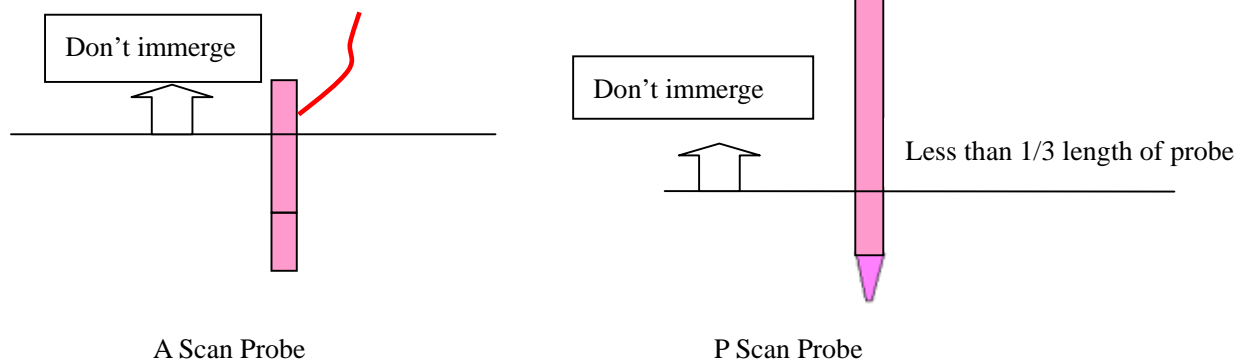 Don’t immerge
Don’t immerge
Less than 1/3 length of probe
A Scan Probe
P Scan Probe